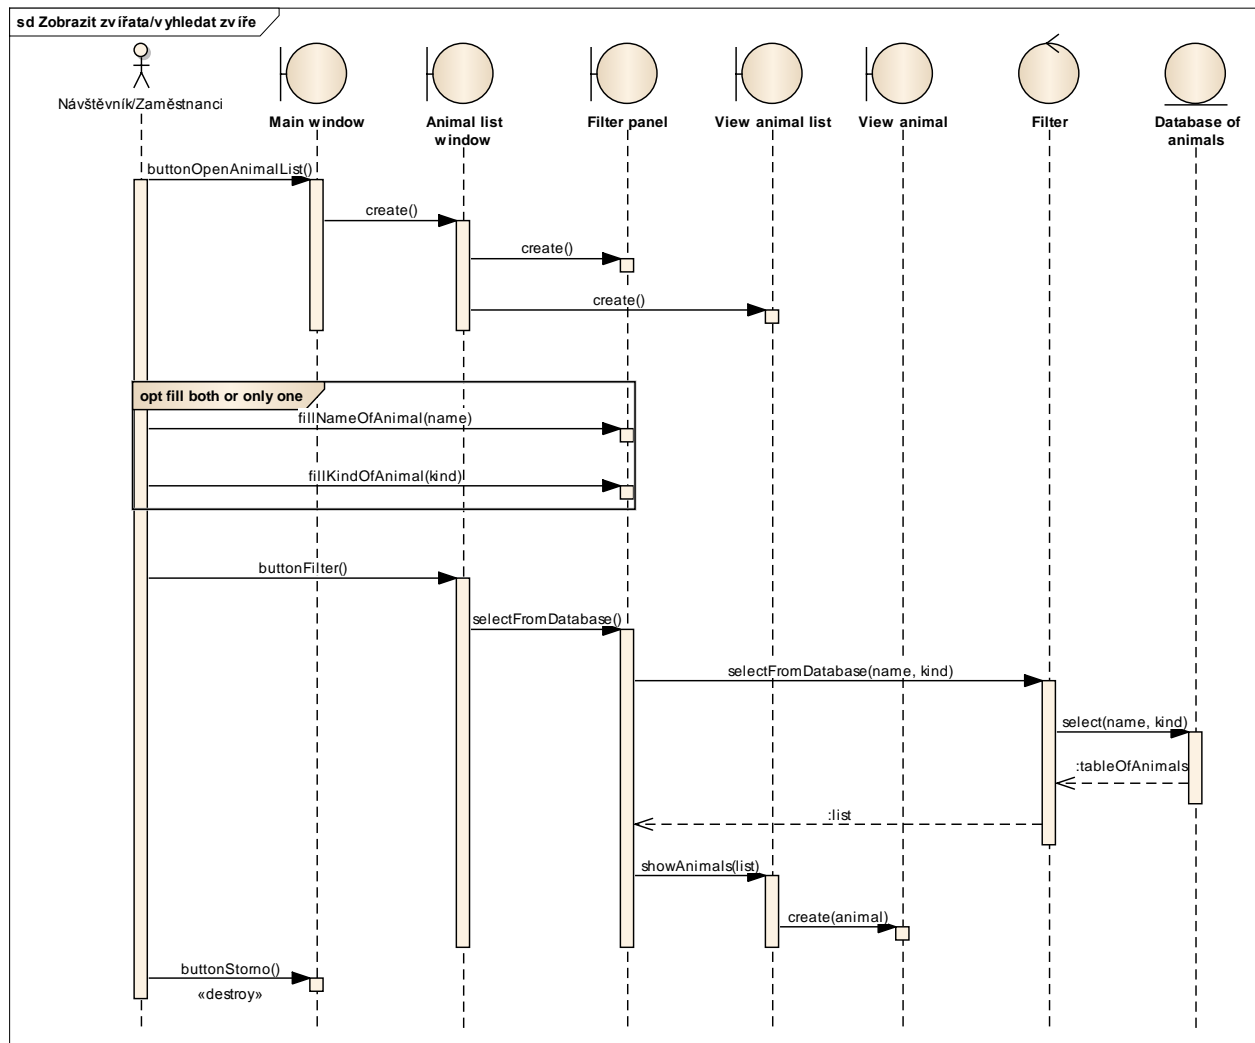 sd Zobrazit zvířata/vyhledat zvíře
Návštěvník/Zaměstnanci
Main window
Animal list
window
Filter panel
View animal list
View animal
Filter
Database of
animals
buttonOpenAnimalList()
create()
create()
create()
opt fill both or only one
fillNameOfAnimal(name)
fillKindOfAnimal(kind)
buttonFilter()
selectFromDatabase()
selectFromDatabase(name, kind)
select(name, kind)
:tableOfAnimals
:list
showAnimals(list)
create(animal)
buttonStorno()
«destroy»